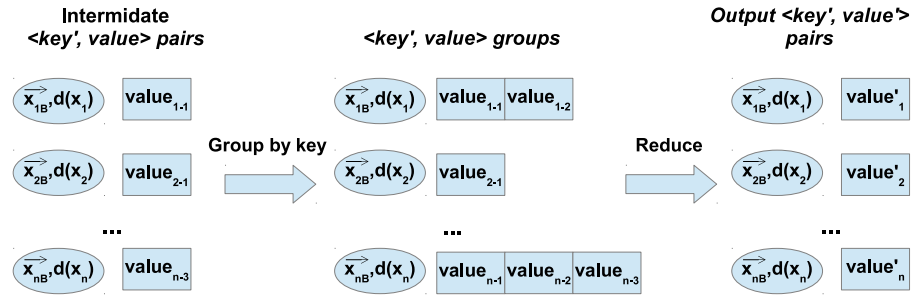 Intermidate
<key', value> pairs
<key', value> groups
Output <key', value'>
pairs
x₁B,d(x₁) value₁₋₁
x₁B,d(x₁) value₁₋₁ value₁₋₂
x₁B,d(x₁) value'₁
Group by key
Reduce
x₂B,d(x₂) value₂₋₁
x₂B,d(x₂) value₂₋₁
x₂B,d(x₂) value'₂
... ... ...
xₙB,d(xₙ) valueₙ₋₃
xₙB,d(xₙ) valueₙ₋₁ valueₙ₋₂ valueₙ₋₃
xₙB,d(xₙ) value'ₙ